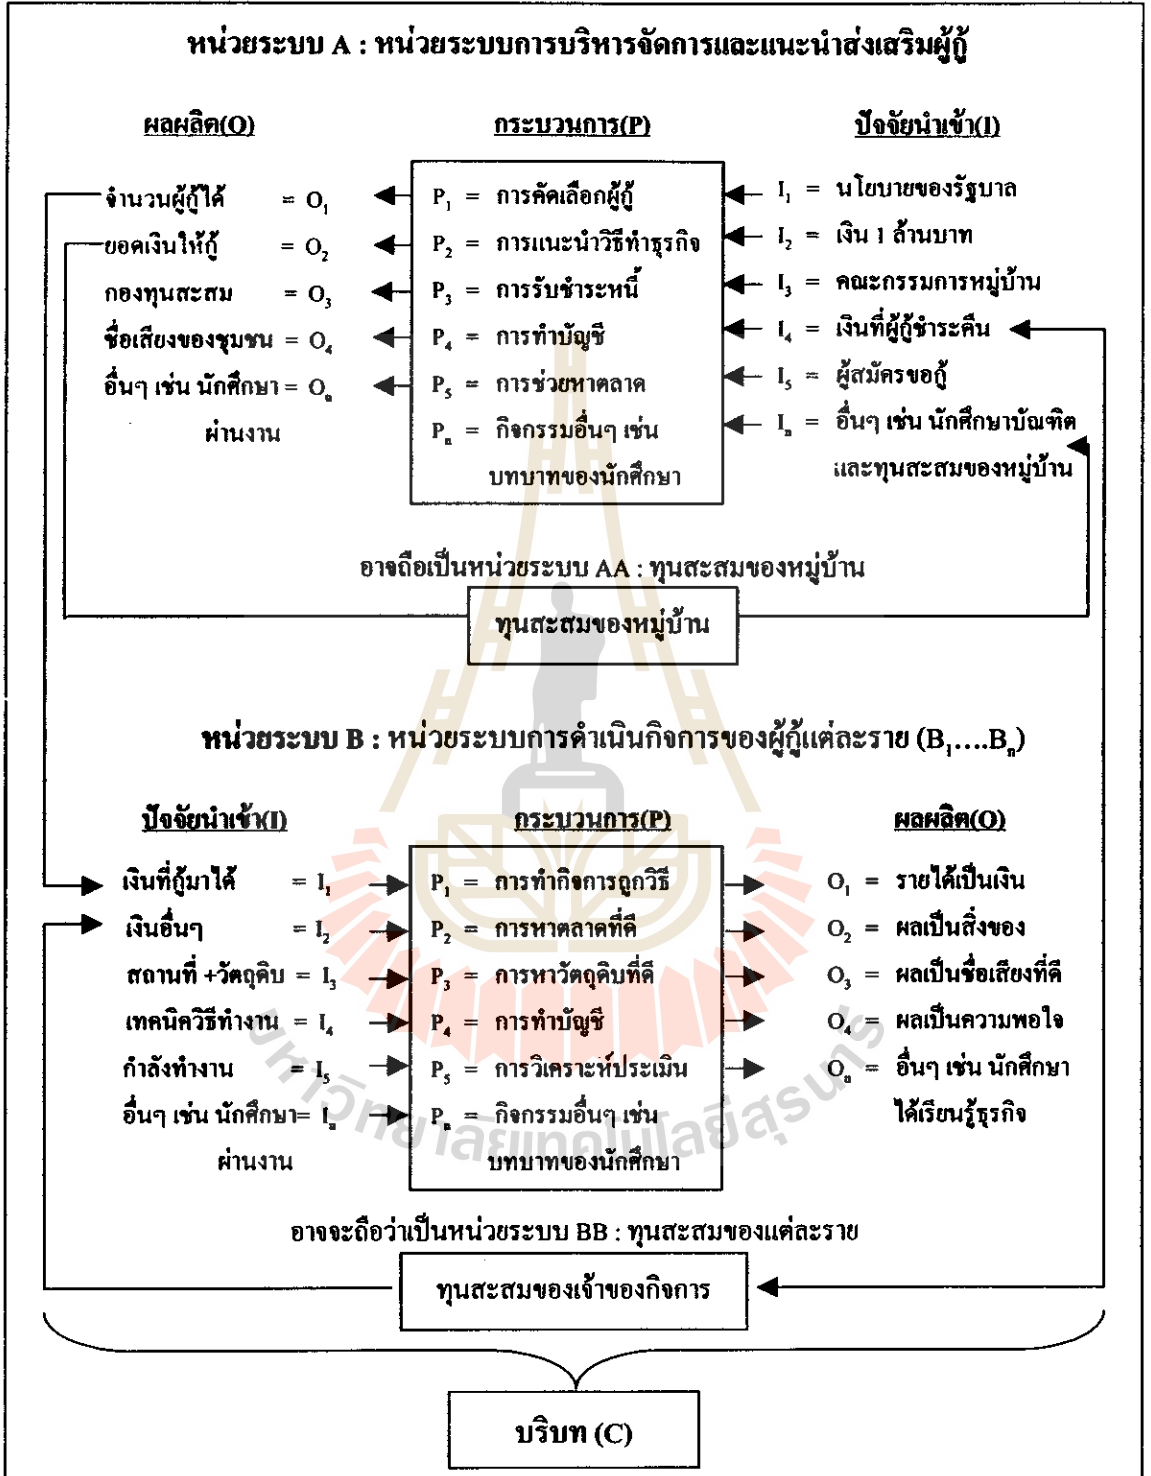 หน่วยระบบ A : หน่วยระบบการบริหารจัดการและแนะนำส่งเสริมผู้กู้
ผลผลิต(O) กระบวนการ(P) ปัจจัยนำเข้า(I)
จำนวนผู้กู้ได้ = O₁ P₁ = การคัดเลือกผู้กู้ I₁ = นโยบายของรัฐบาล
ยอดเงินให้กู้ = O₂ P₂ = การแนะนำวิธีทำธุรกิจ I₂ = เงิน 1 ล้านบาท
กองทุนสะสม = O₃ P₃ = การรับชำระหนี้ I₃ = คณะกรรมการหมู่บ้าน
ชื่อเสียงของชุมชน = O₄ P₄ = การทำบัญชี I₄ = เงินที่ผู้กู้ชำระคืน
อื่นๆ เช่น นักศึกษา = Oₙ P₅ = การช่วยหาตลาด I₅ = ผู้สมัครขอกู้
ผ่านงาน Pₙ = กิจกรรมอื่นๆ เช่น Iₙ = อื่นๆ เช่น นักศึกษาบัณฑิต
บทบาทของนักศึกษา และทุนสะสมของหมู่บ้าน
อาจถือเป็นหน่วยระบบ AA : ทุนสะสมของหมู่บ้าน
ทุนสะสมของหมู่บ้าน
หน่วยระบบ B : หน่วยระบบการดำเนินกิจการของผู้กู้แต่ละราย (B₁....Bₙ)
ปัจจัยนำเข้า(I) กระบวนการ(P) ผลผลิต(O)
เงินที่กู้มาได้ = I₁ P₁ = การทำกิจการถูกวิธี O₁ = รายได้เป็นเงิน
เงินอื่นๆ = I₂ P₂ = การหาตลาดที่ดี O₂ = ผลเป็นสิ่งของ
สถานที่ +วัตถุดิบ = I₃ P₃ = การหาวัตถุดิบที่ดี O₃ = ผลเป็นชื่อเสียงที่ดี
เทคนิควิธีทำงาน = I₄ P₄ = การทำบัญชี O₄ = ผลเป็นความพอใจ
กำลังทำงาน = I₅ P₅ = การวิเคราะห์ประเมิน Oₙ = อื่นๆ เช่น นักศึกษา
อื่นๆ เช่น นักศึกษา= Iₙ Pₙ = กิจกรรมอื่นๆ เช่น ได้เรียนรู้ธุรกิจ
ผ่านงาน บทบาทของนักศึกษา
มหาวิทยาลัยเทคโนโลยีสุรนารี
อาจจะถือว่าเป็นหน่วยระบบ BB : ทุนสะสมของแต่ละราย
ทุนสะสมของเจ้าของกิจการ
บริบท (C)